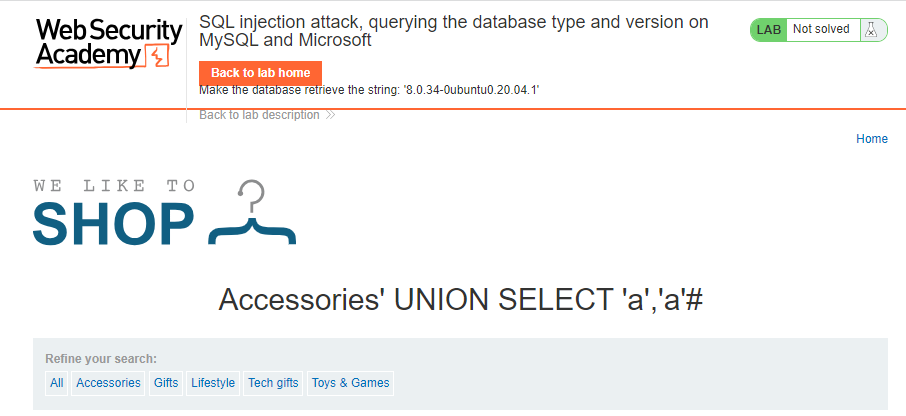 Web Security
Academy
SQL injection attack, querying the database type and version on
MySQL and Microsoft
LAB Not solved
Back to lab home
Make the database retrieve the string: '8.0.34-0ubuntu0.20.04.1'
Back to lab description
Home
WE LIKE TO
SHOP
Accessories' UNION SELECT 'a','a'#
Refine your search:
All Accessories Gifts Lifestyle Tech gifts Toys & Games